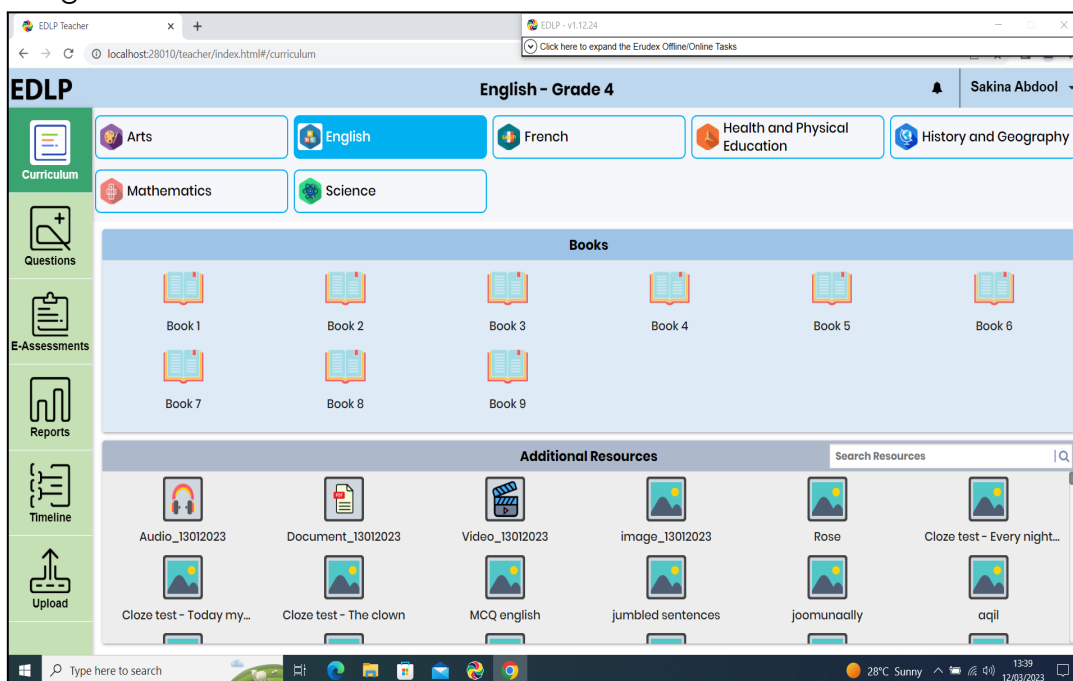 EDLP Teacher
EDLP - v1.12.24
localhost:28010/teacher/index.html#/curriculum
Click here to expand the Erudex Offline/Online Tasks
EDLP
English - Grade 4
Sakina Abdool
Curriculum
Questions
E-Assessments
Reports
Timeline
Upload
Arts
English
French
Health and Physical
Education
History and Geography
Mathematics
Science
Books
Book 1
Book 2
Book 3
Book 4
Book 5
Book 6
Book 7
Book 8
Book 9
Additional Resources
Search Resources
Audio_13012023
Document_13012023
PDF
Video_13012023
image_13012023
Rose
Cloze test - Every night...
Cloze test - Today my...
Cloze test - The clown
MCQ english
jumbled sentences
joomunaally
aqil
Type here to search
28°C Sunny
13:39
12/03/2023